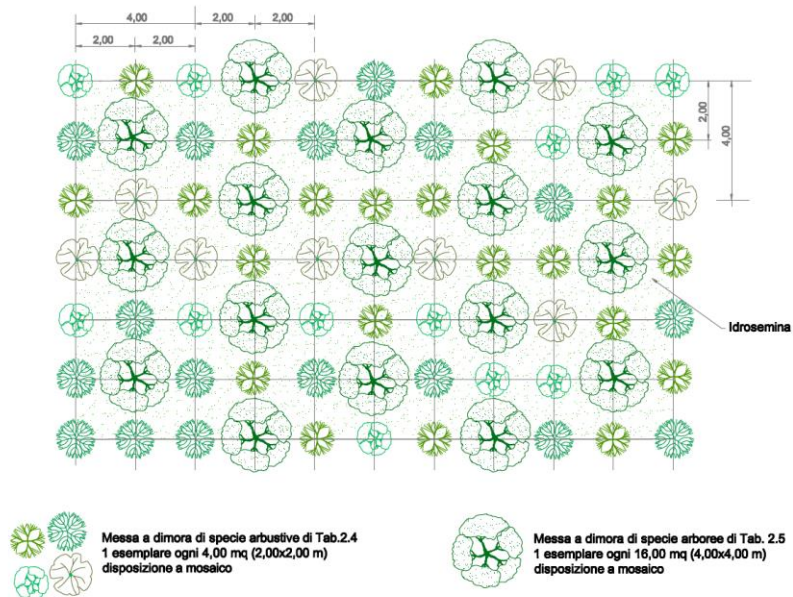 4,00
2,00
2,00
2,00
2,00
2,00
4,00
Idrosemina
Messa a dimora di specie arbustive di Tab.2.4
1 esemplare ogni 4,00 mq (2,00x2,00 m)
disposizione a mosaico
Messa a dimora di specie arboree di Tab. 2.5
1 esemplare ogni 16,00 mq (4,00x4,00 m)
disposizione a mosaico